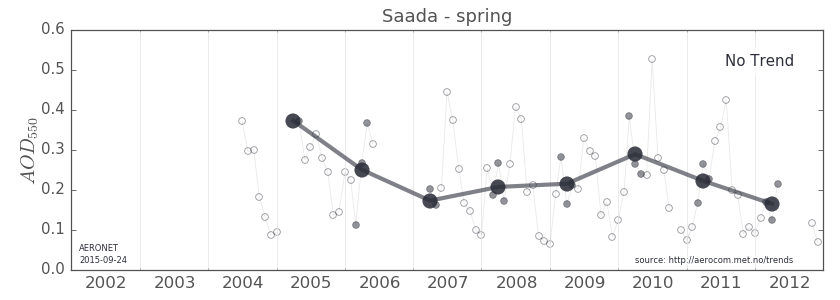 Saada - spring
0.6
0.5
0.4
0.3
0.2
0.1
0.0
AOD550
No Trend
AERONET
2015-09-24
source: http://aerocom.met.no/trends
2002 2003 2004 2005 2006 2007 2008 2009 2010 2011 2012